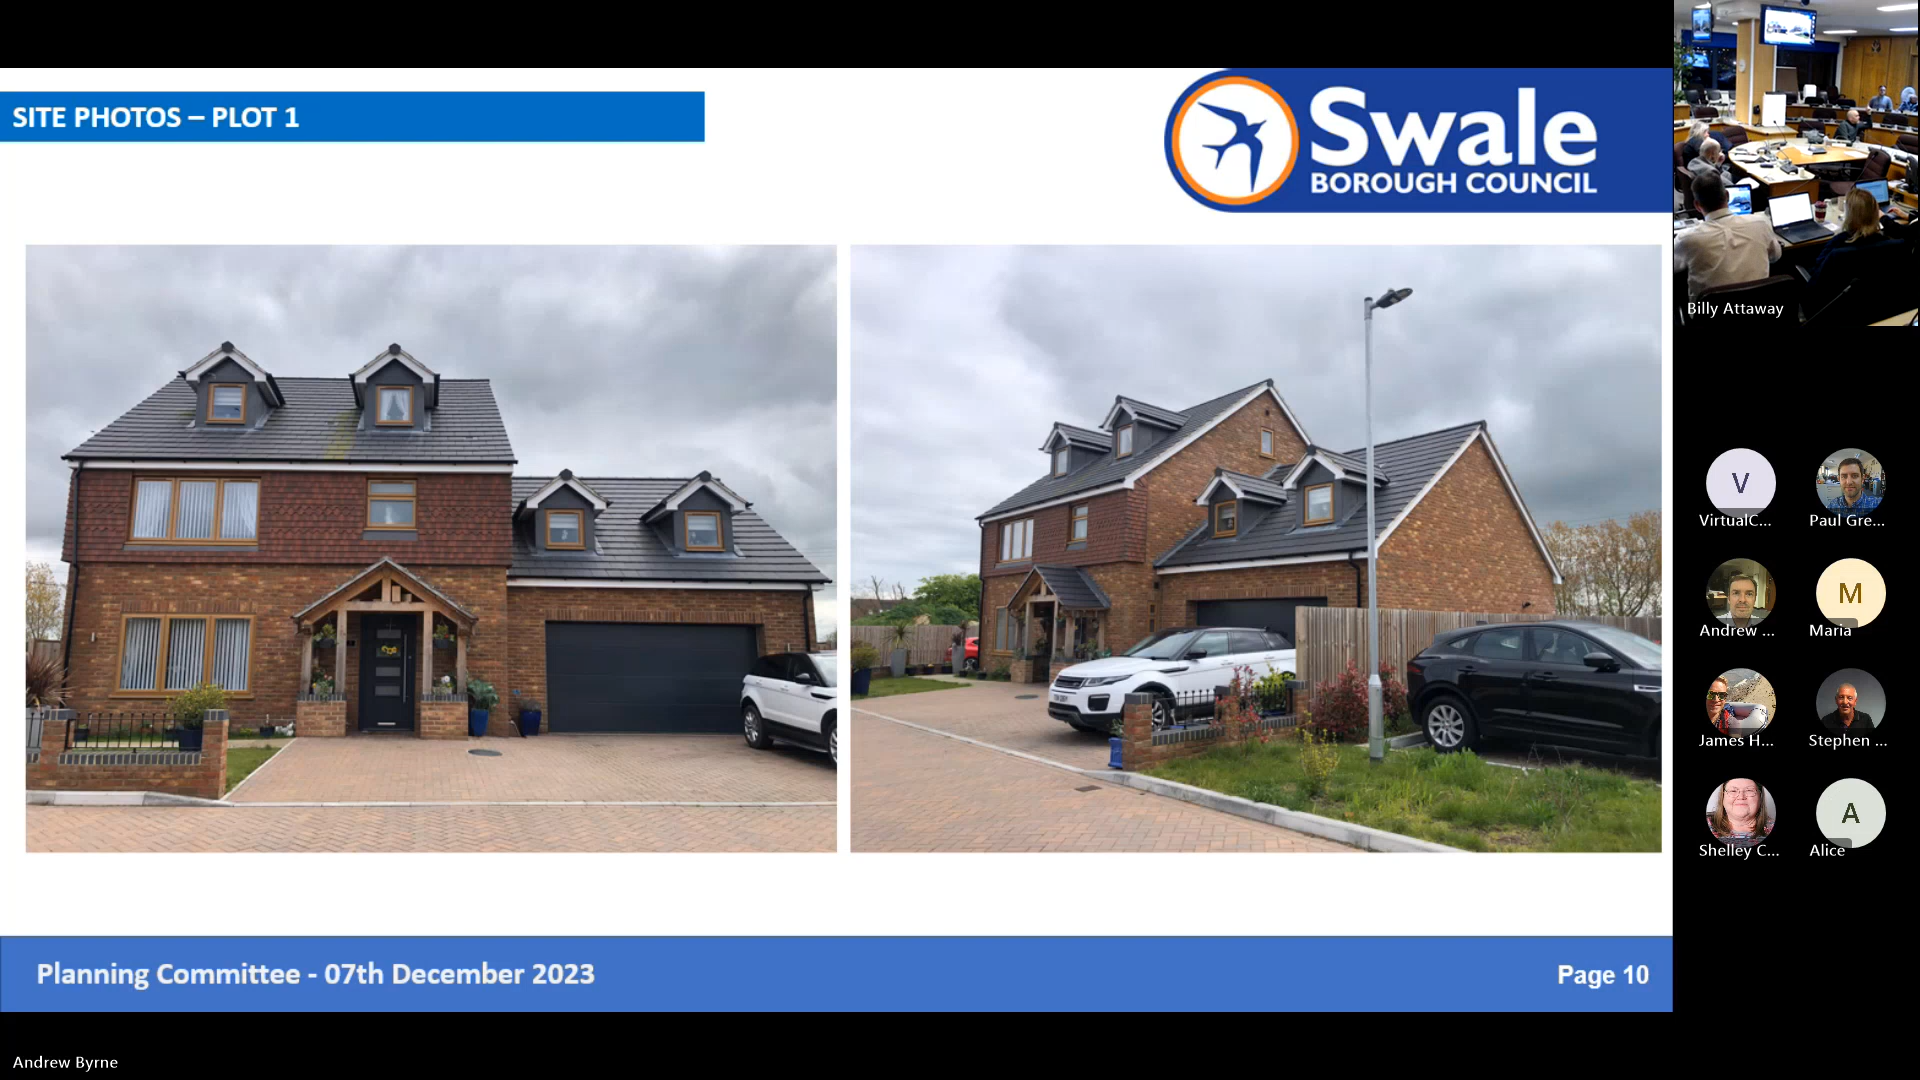 SITE PHOTOS – PLOT 1
Swale
BOROUGH COUNCIL
Planning Committee - 07th December 2023
Page 10
Andrew Byrne
Billy Attaway
V
VirtualC...
Paul Gre...
Andrew ...
M
Maria
James H...
Stephen ...
Shelley C...
A
Alice